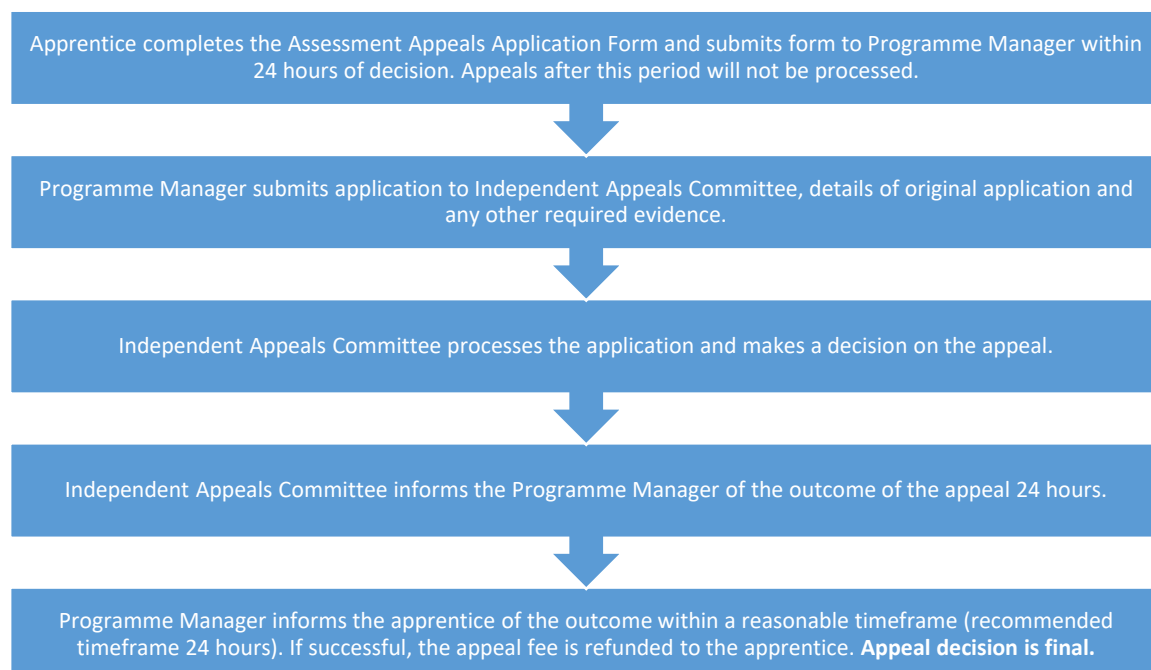 Apprentice completes the Assessment Appeals Application Form and submits form to Programme Manager within
24 hours of decision. Appeals after this period will not be processed.
Programme Manager submits application to Independent Appeals Committee, details of original application and
any other required evidence.
Independent Appeals Committee processes the application and makes a decision on the appeal.
Independent Appeals Committee informs the Programme Manager of the outcome of the appeal 24 hours.
Programme Manager informs the apprentice of the outcome within a reasonable timeframe (recommended
timeframe 24 hours). If successful, the appeal fee is refunded to the apprentice. Appeal decision is final.